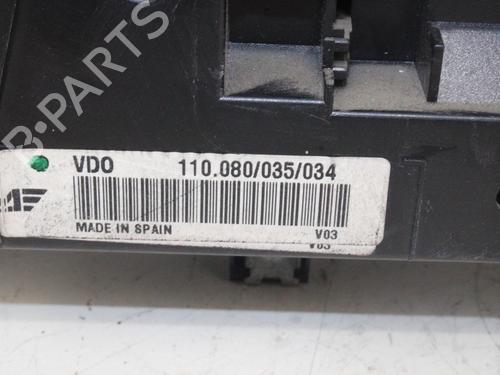 B-PARTS
VDO 110.080/035/034
MADE IN SPAIN V03
V03